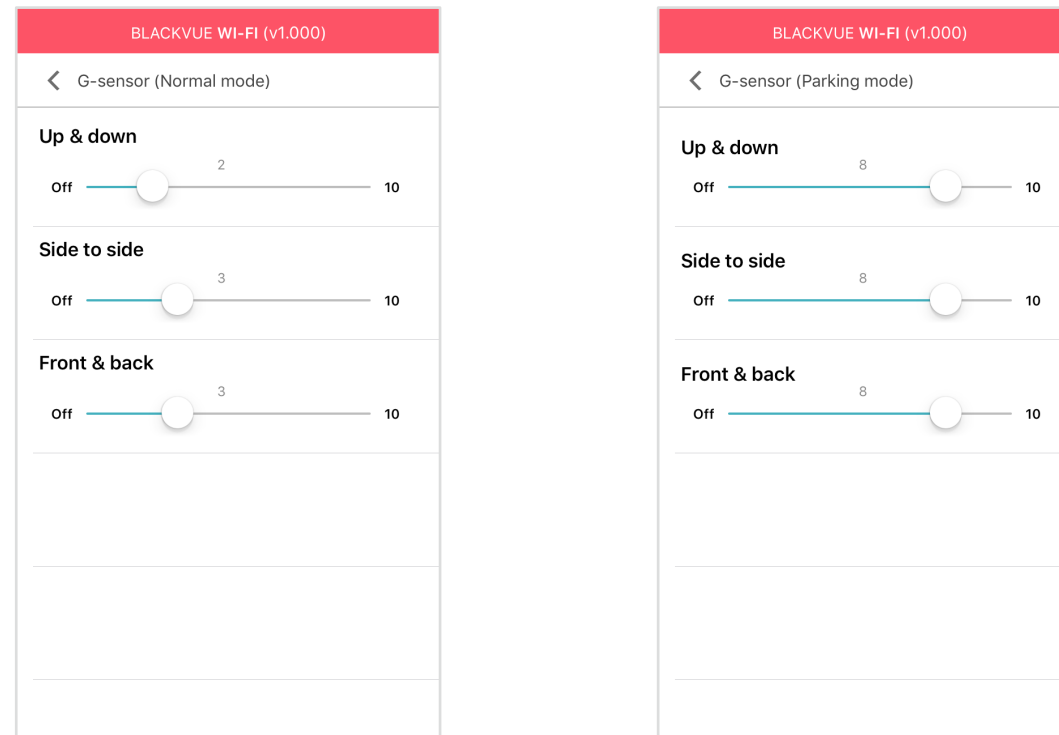 BLACKVUE WI-FI (v1.000)
G-sensor (Normal mode)
Up & down
2
Off 10
Side to side
3
Off 10
Front & back
3
Off 10
BLACKVUE WI-FI (v1.000)
G-sensor (Parking mode)
Up & down
8
Off 10
Side to side
8
Off 10
Front & back
8
Off 10